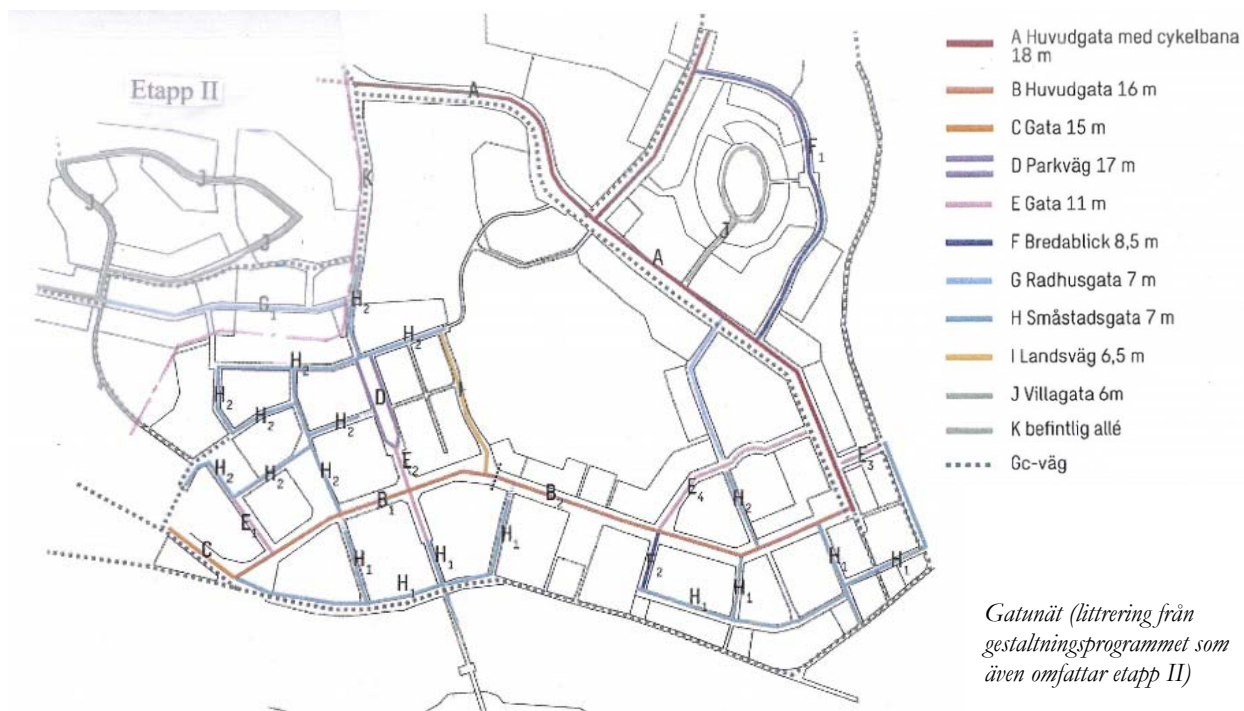 Etapp II
A
F₁
J
J
J
K
J
A
G₁
H₂
H₂
H₂
H₂
D
I
H₂
H₂
E₂
E₃
H₂
H₂
H₂
B₁
B₂
E₄
H₂
E₁
C
H₁
H₁
H₁
H₁
F₂
H₁
H₁
H₁
H₁
A Huvudgata med cykelbana
18 m
B Huvudgata 16 m
C Gata 15 m
D Parkväg 17 m
E Gata 11 m
F Bredablick 8,5 m
G Radhusgata 7 m
H Småstadsgata 7 m
I Landsväg 6,5 m
J Villagata 6m
K befintlig allé
Gc-väg
Gatunät (littrering från
gestaltningsprogrammet som
även omfattar etapp II)